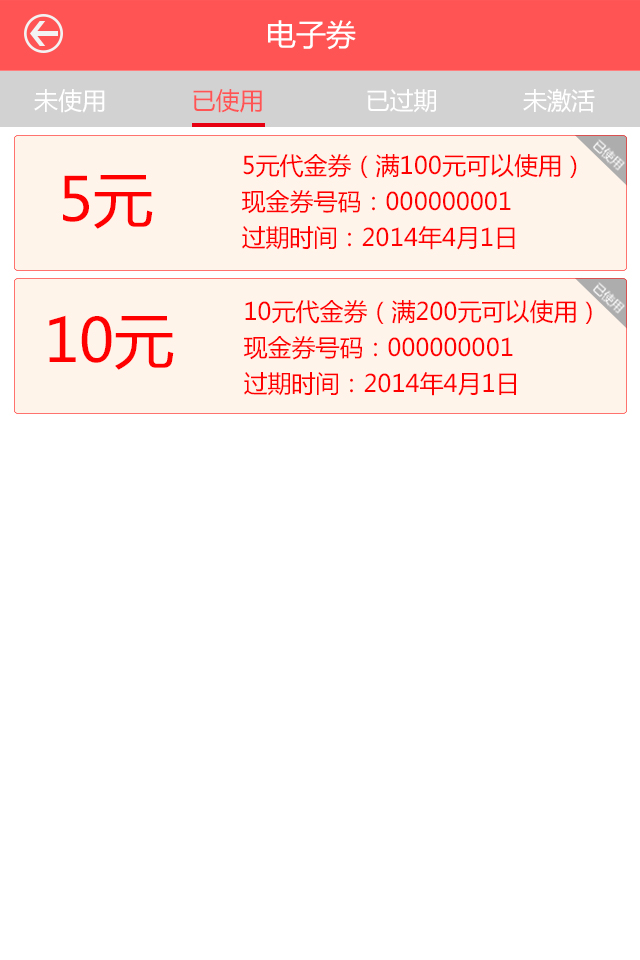 电子券
未使用 已使用 已过期 未激活
已使用
5元
5元代金券（满100元可以使用）
现金券号码：000000001
过期时间：2014年4月1日
已使用
10元
10元代金券（满200元可以使用）
现金券号码：000000001
过期时间：2014年4月1日